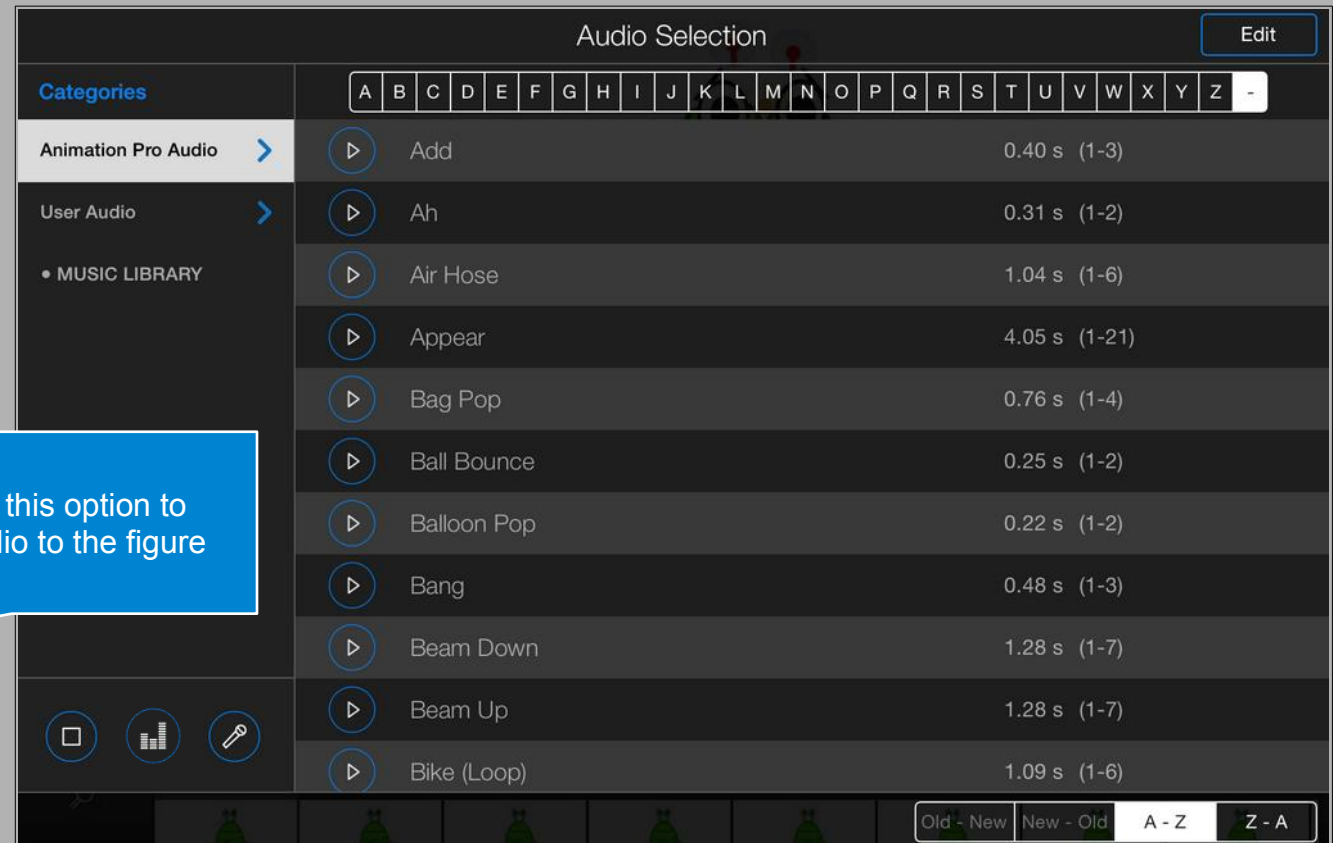 Audio Selection
Edit
Categories
A B C D E F G H I J K L M N O P Q R S T U V W X Y Z -
Animation Pro Audio
User Audio
• MUSIC LIBRARY
Add 0.40 s (1-3)
Ah 0.31 s (1-2)
Air Hose 1.04 s (1-6)
Appear 4.05 s (1-21)
Bag Pop 0.76 s (1-4)
Ball Bounce 0.25 s (1-2)
Balloon Pop 0.22 s (1-2)
Bang 0.48 s (1-3)
Beam Down 1.28 s (1-7)
Beam Up 1.28 s (1-7)
Bike (Loop) 1.09 s (1-6)
this option to
to the figure
Old - New New - Old A - Z Z - A